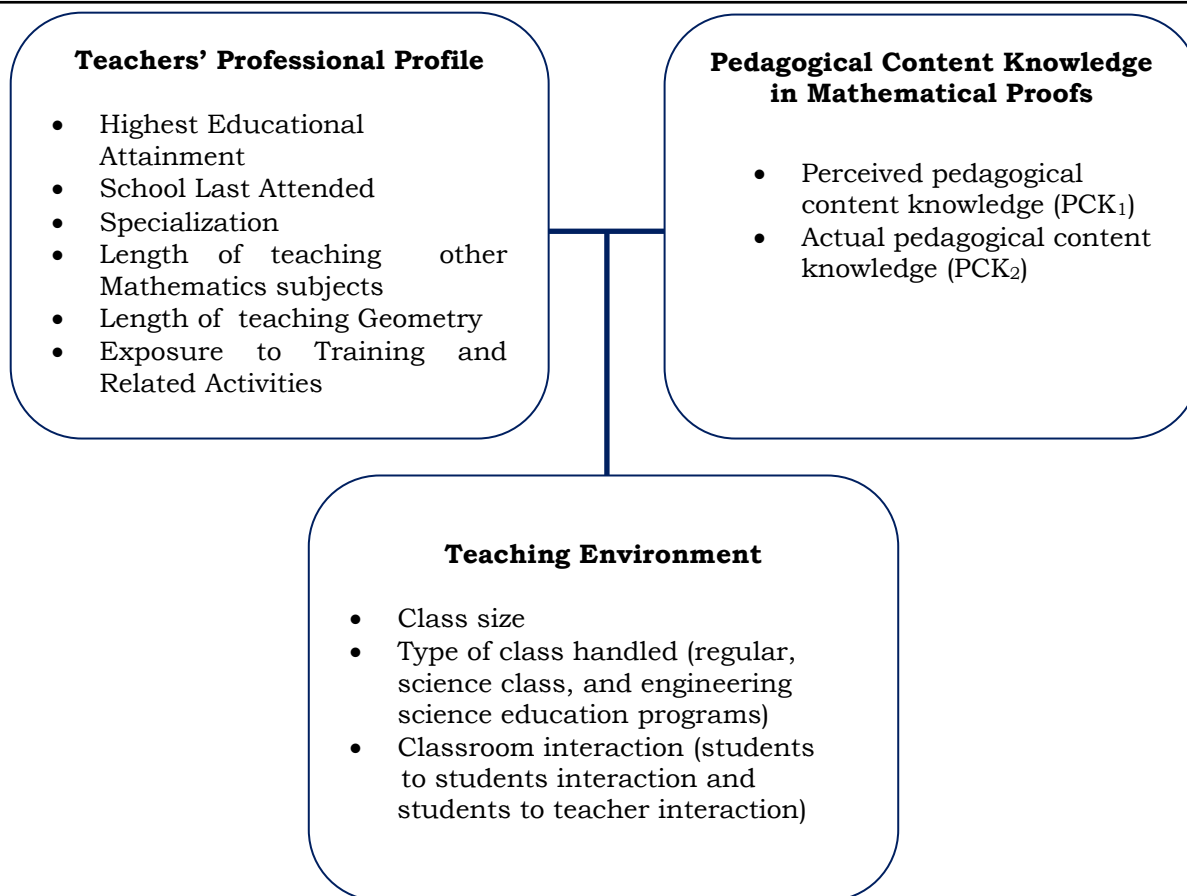 Teachers’ Professional Profile
• Highest Educational
Attainment
• School Last Attended
• Specialization
• Length of teaching other
Mathematics subjects
• Length of teaching Geometry
• Exposure to Training and
Related Activities
Pedagogical Content Knowledge
in Mathematical Proofs
• Perceived pedagogical
content knowledge (PCK₁)
• Actual pedagogical content
knowledge (PCK₂)
Teaching Environment
• Class size
• Type of class handled (regular,
science class, and engineering
science education programs)
• Classroom interaction (students
to students interaction and
students to teacher interaction)